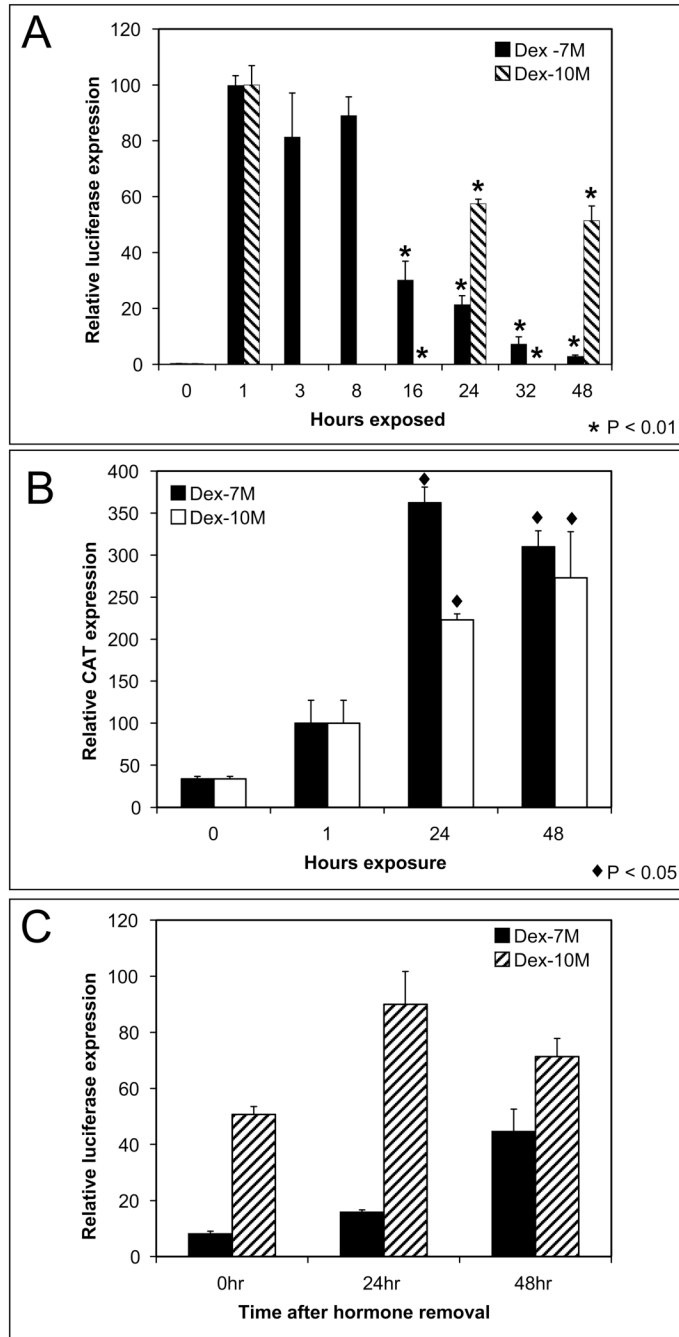 A
Relative luciferase expression
120
100
80
60
40
20
0
Dex -7M
Dex-10M
* * * * * * * *
0 1 3 8 16 24 32 48
Hours exposed
* P < 0.01
B
Relative CAT expression
400
350
300
250
200
150
100
50
0
Dex-7M
Dex-10M
♦ ♦ ♦ ♦
0 1 24 48
Hours exposure
♦ P < 0.05
C
Relative luciferase expression
120
100
80
60
40
20
0
Dex-7M
Dex-10M
0hr 24hr 48hr
Time after hormone removal